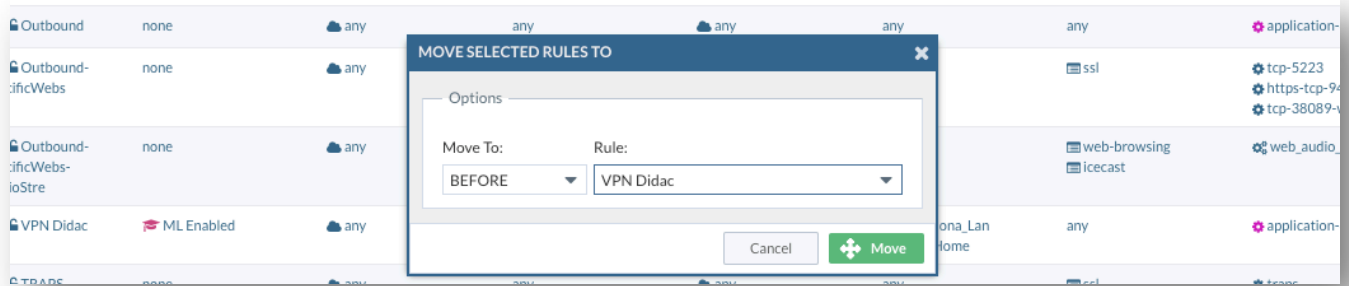 Outbound none any any any any any application-
MOVE SELECTED RULES TO
Outbound- none any ssl tcp-5223
ificWebs https-tcp-94
tcp-38089-
Options
Outbound- none any web-browsing web_audio_
ificWebs- icecast
ioStre
Move To: Rule:
BEFORE VPN Didac
VPN Didac ML Enabled any ona_Lan any application-
Home
Cancel Move
TRAPS none any any any any ssl traps